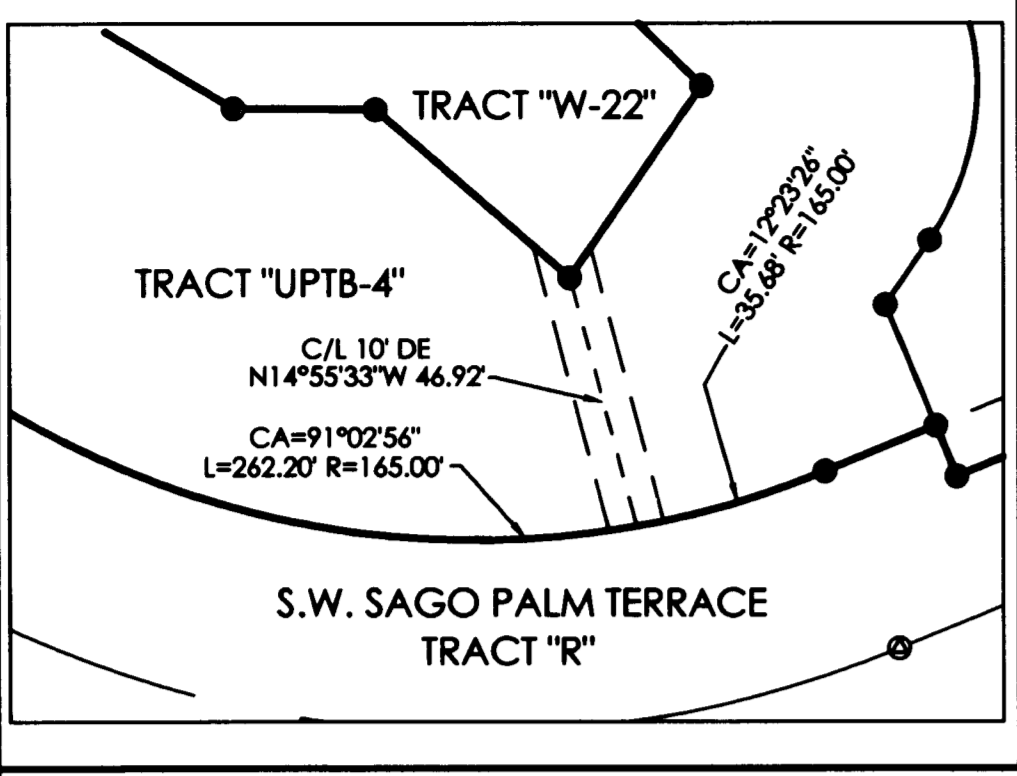 TRACT "W-22"
CA=12°23'26"
L=35.68' R=165.00'
TRACT "UPTB-4"
C/L 10' DE
N14°55'33"W 46.92'
CA=91°02'56"
L=262.20' R=165.00'
S.W. SAGO PALM TERRACE
TRACT "R"